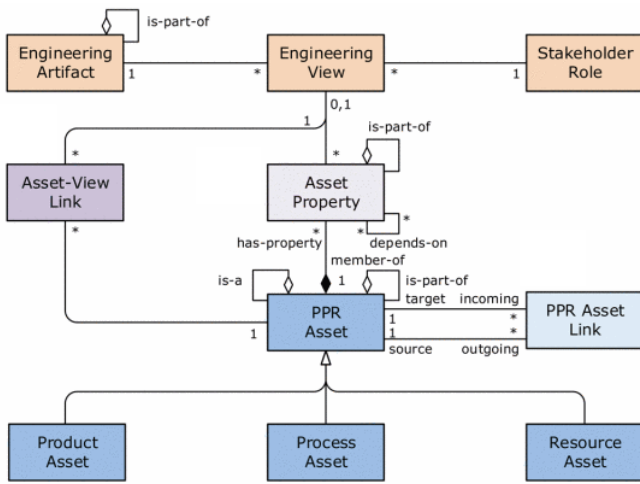 is-part-of
Engineering
Artifact
Engineering
View
Stakeholder
Role
1
*
*
1
0,1
1
is-part-of
*
*
Asset-View
Link
Asset
Property
*
*
*
*
has-property
depends-on
member-of
is-a
1
is-part-of
PPR
Asset
target
incoming
1
*
1
*
1
source
outgoing
PPR Asset
Link
Product
Asset
Process
Asset
Resource
Asset